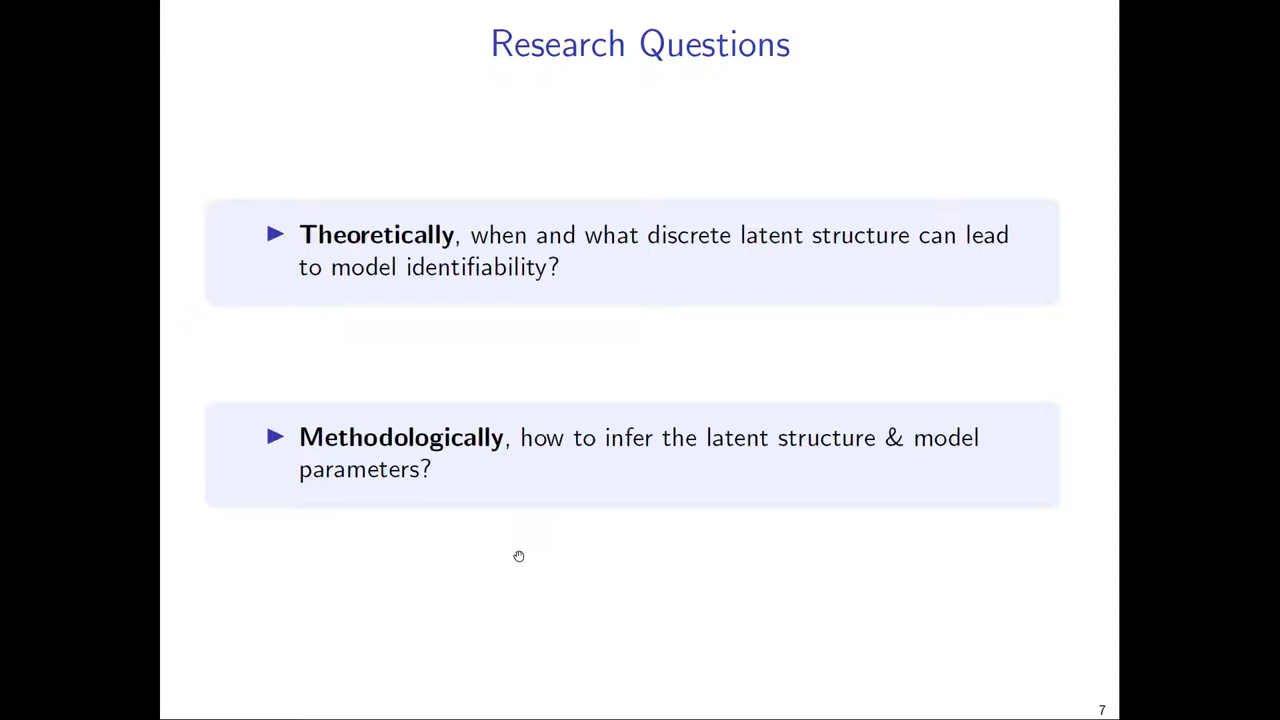 Research Questions
▶ Theoretically, when and what discrete latent structure can lead
to model identifiability?
▶ Methodologically, how to infer the latent structure & model
parameters?
7